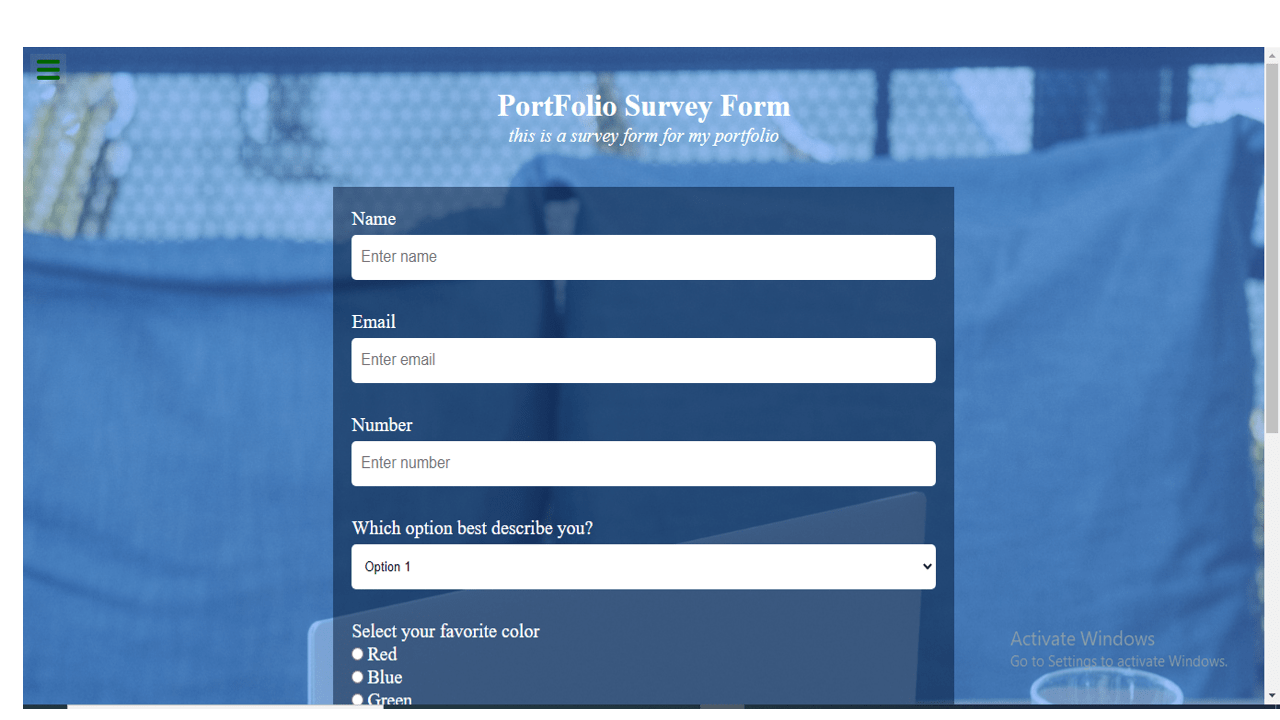 PortFolio Survey Form
this is a survey form for my portfolio
Name
Enter name
Email
Enter email
Number
Enter number
Which option best describe you?
Option 1
Select your favorite color
Red
Blue
Green
Activate Windows
Go to Settings to activate Windows.